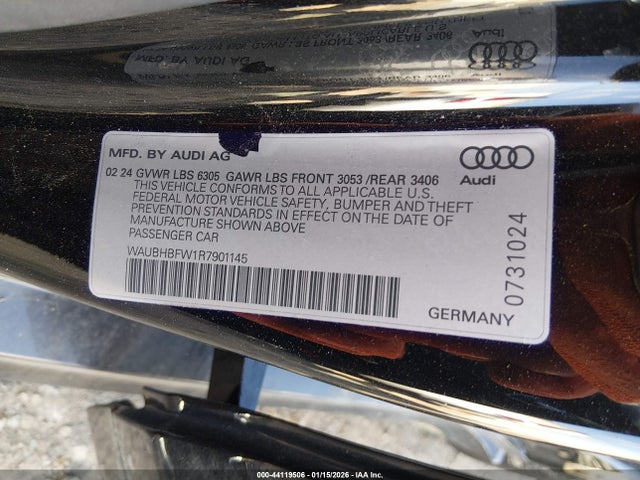 MFD. BY AUDI AG
02 24 GVWR LBS 6305 GAWR LBS FRONT 3053 /REAR 3406
THIS VEHICLE CONFORMS TO ALL APPLICABLE U.S.
FEDERAL MOTOR VEHICLE SAFETY, BUMPER AND THEFT
PREVENTION STANDARDS IN EFFECT ON THE DATE OF
MANUFACTURE SHOWN ABOVE
PASSENGER CAR
WAUBHBFW1R7901145
Audi
0731024
GERMANY
000-44119506 - 01/15/2026 - IAA Inc.